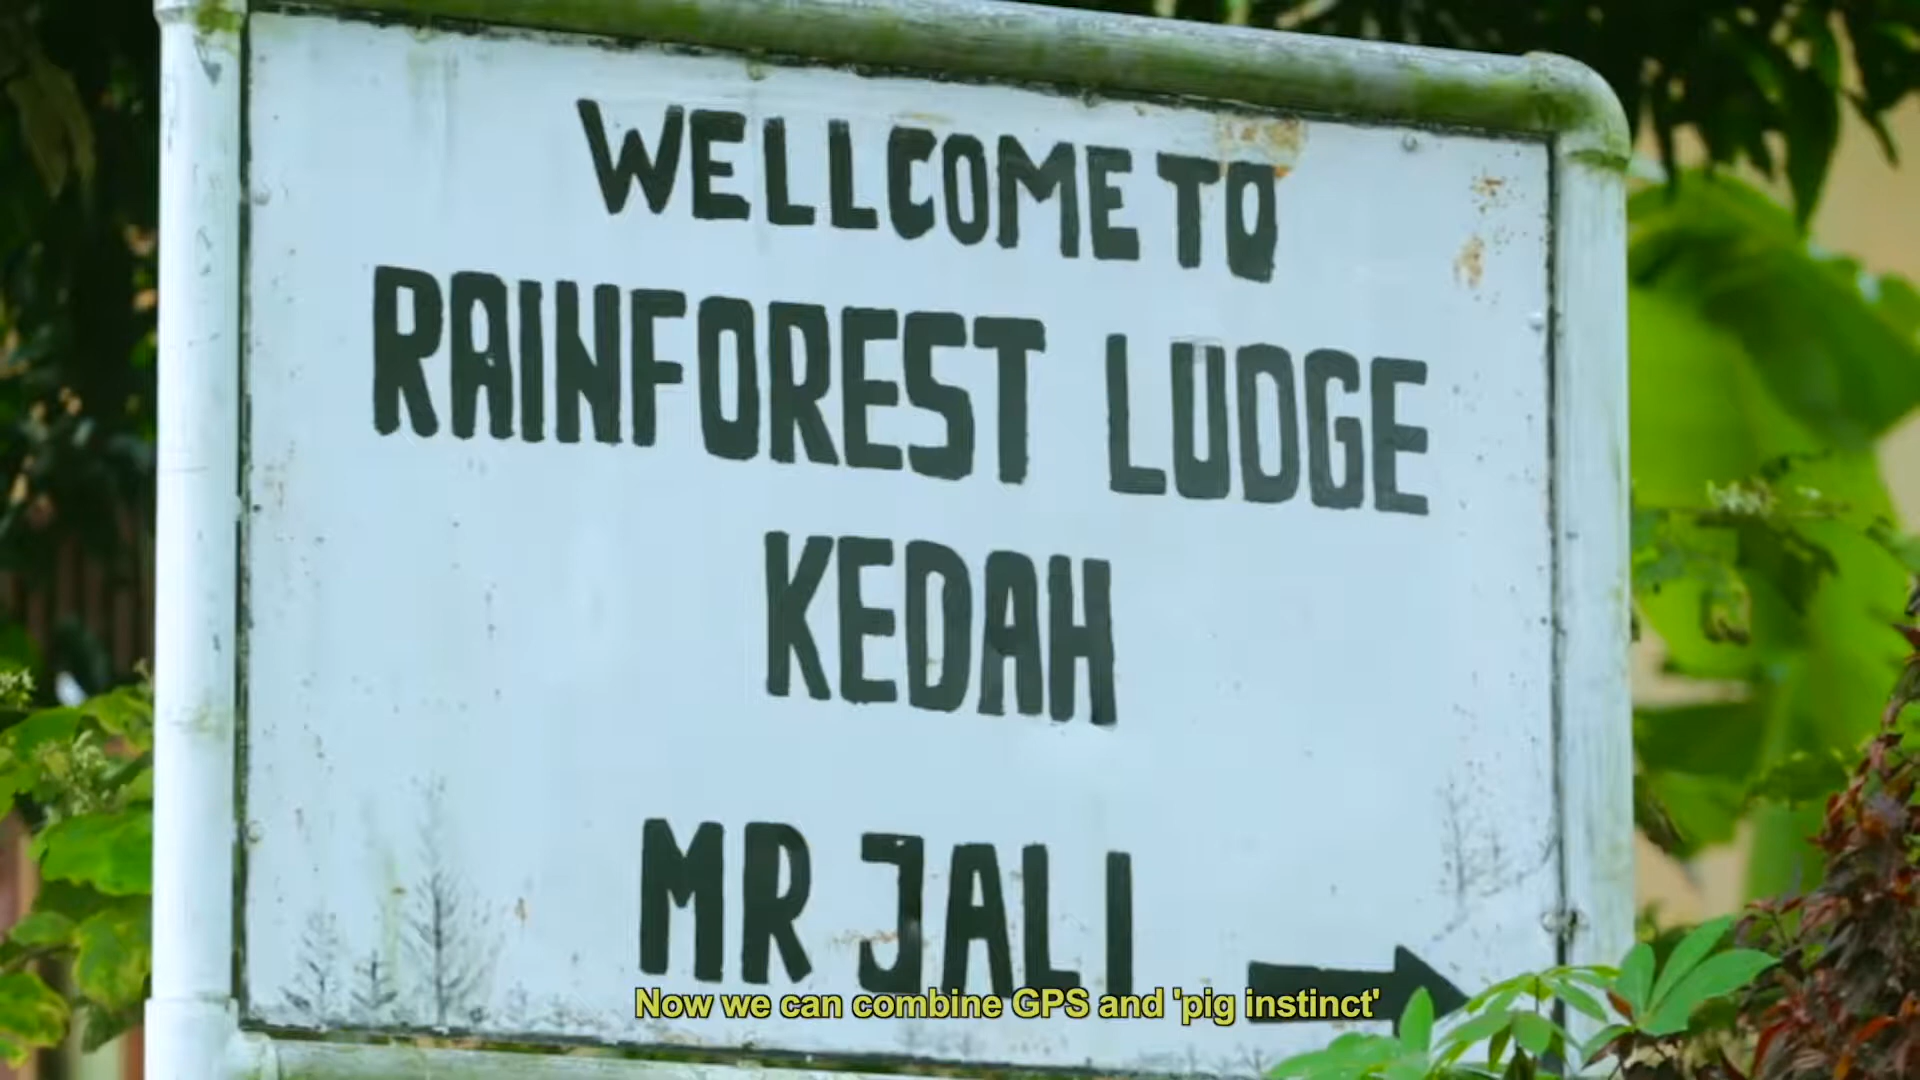 WELLCOME TO
RAINFOREST LUDGE
KEDAH
MR JALI
Now we can combine GPS and 'pig instinct'